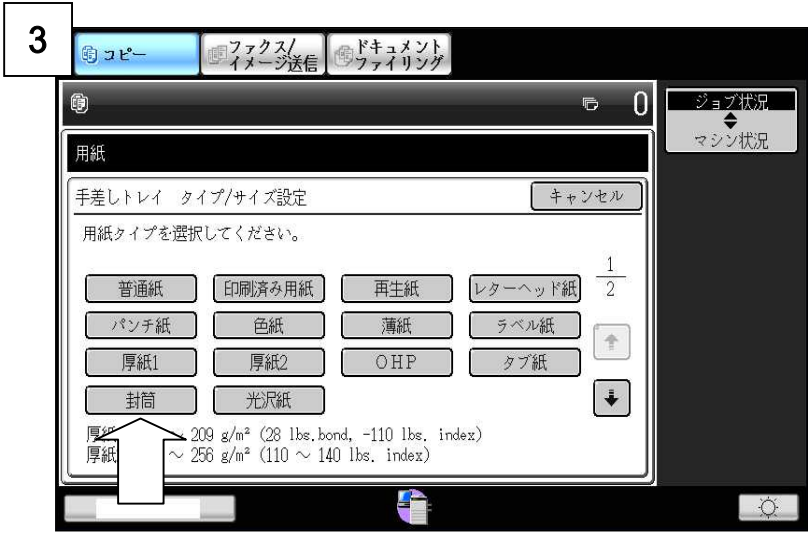 3
コピー
ファクス/
イメージ送信
ドキュメント
ファイリング
0
ジョブ状況
マシン状況
用紙
手差しトレイ タイプ/サイズ設定
キャンセル
用紙タイプを選択してください。
1
2
普通紙 印刷済み用紙 再生紙 レターヘッド紙
パンチ紙 色紙 薄紙 ラベル紙
厚紙1 厚紙2 OHP タブ紙
封筒 光沢紙
厚紙 ~ 209 g/m² (28 lbs.bond, -110 lbs. index)
厚紙 ~ 256 g/m² (110 ~ 140 lbs. index)